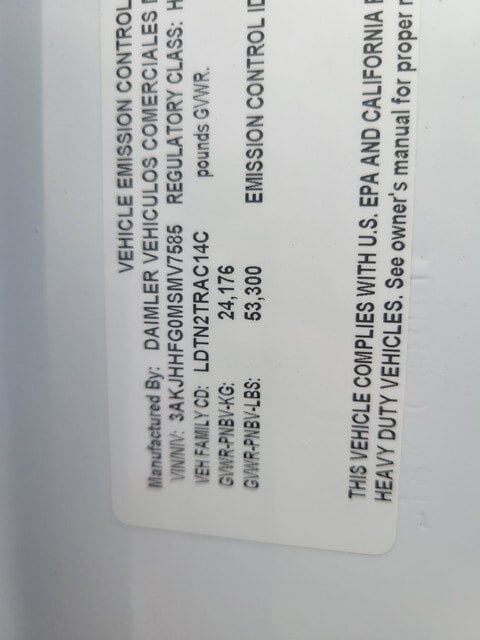 VEHICLE EMISSION CONTROL
Manufactured By: DAIMLER VEHICULOS COMERCIALES
VIN/NIV: 3AKJHHFG0MSMV7585 REGULATORY CLASS: H
VEH FAMILY CD: LDTN2TRAC14C pounds GVWR.
GVWR-PNBV-KG: 24,176
GVWR-PNBV-LBS: 53,300 EMISSION CONTROL ID
THIS VEHICLE COMPLIES WITH U.S. EPA AND CALIFORNIA
HEAVY DUTY VEHICLES. See owner's manual for proper